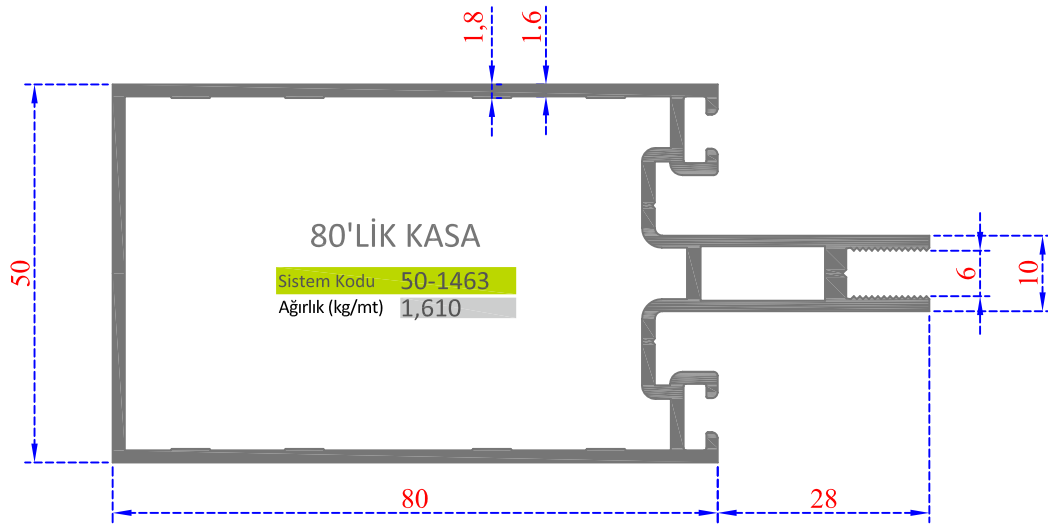 1,8
1.6
80'LİK KASA
Sistem Kodu 50-1463
Ağırlık (kg/mt) 1,610
50
6
10
80
28